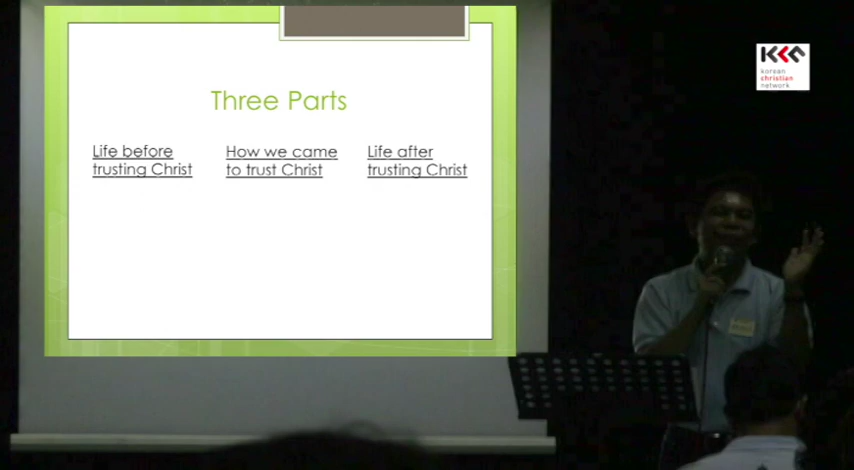 Three Parts
Life before
trusting Christ
How we came
to trust Christ
Life after
trusting Christ
korean
christian
network